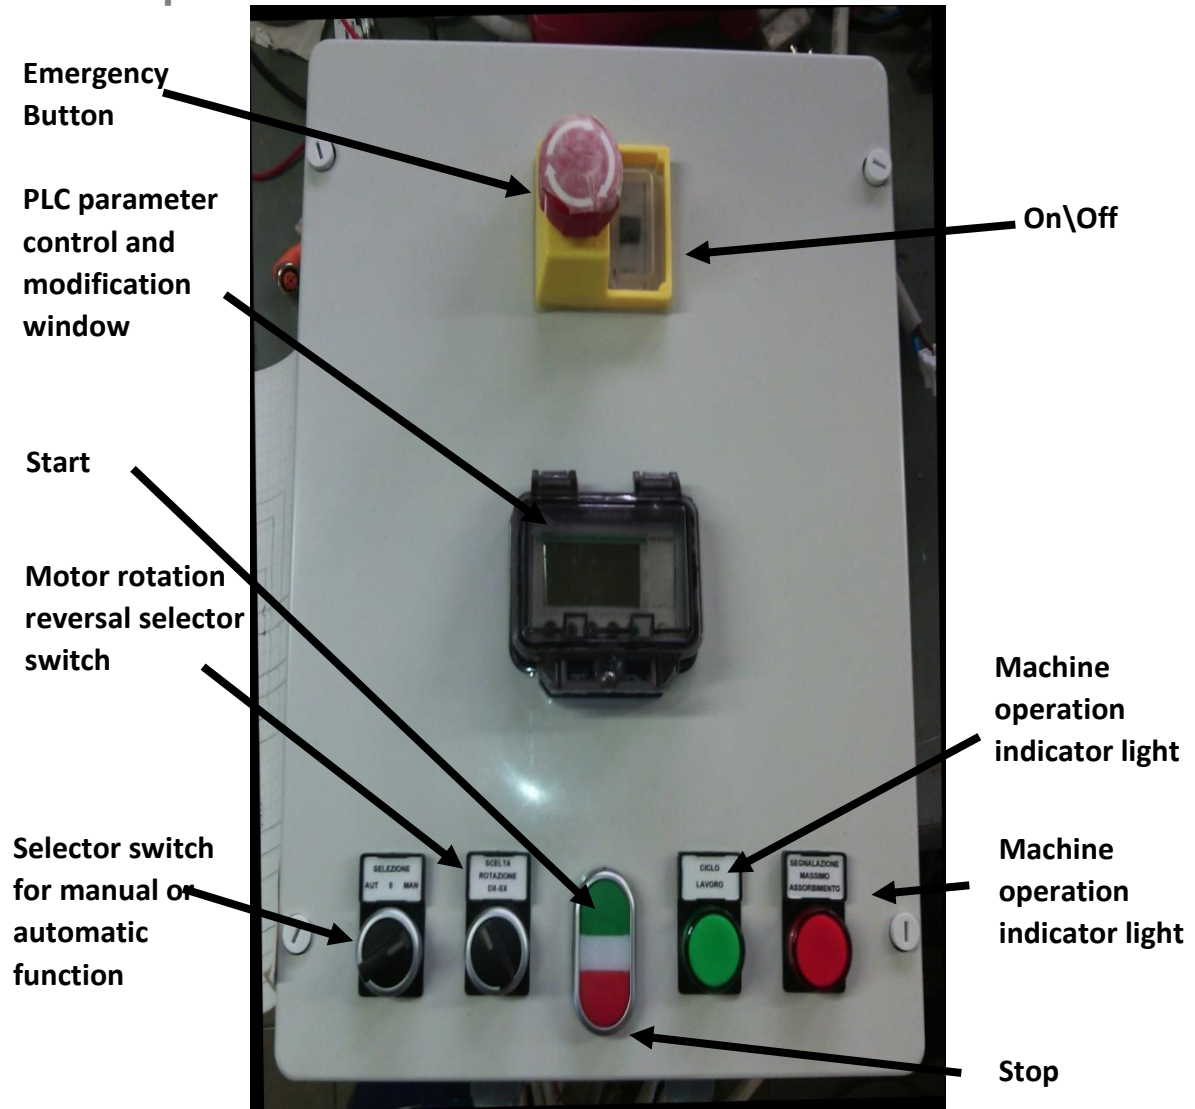 Emergency
Button
PLC parameter
control and
modification
window
On\Off
Start
Motor rotation
reversal selector
switch
Machine
operation
indicator light
Selector switch
for manual or
automatic
function
Machine
operation
indicator light
Stop
SELEZIONE
AUT 0 MAN
SCELTA
ROTAZIONE
DX-SX
CICLO
LAVORO
SEGNALAZIONE
MASSIMO
ASSORBIMENTO